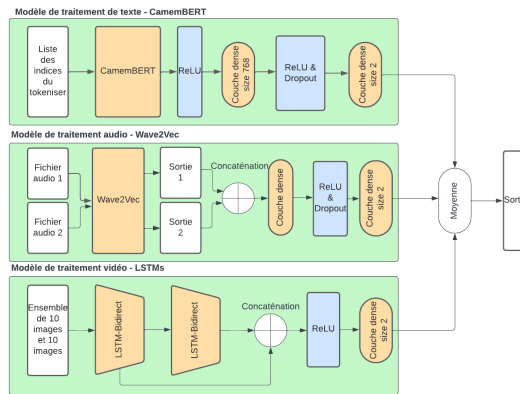 Modèle de traitement de texte - CamemBERT
Liste
des
indices
du
tokeniser
CamemBERT
ReLU
Couche dense
size 768
ReLU &
Dropout
Couche dense
size 2
Modèle de traitement audio - Wave2Vec
Fichier
audio 1
Fichier
audio 2
Wave2Vec
Sortie
1
Sortie
2
Concaténation
Couche dense
ReLU
&
Dropout
Couche dense
size 2
Moyenne
Sort
Modèle de traitement vidéo - LSTMs
Ensemble
de 10
images
et 10
images
LSTM-Bidirect
LSTM-Bidirect
Concaténation
ReLU
Couche dense
size 2